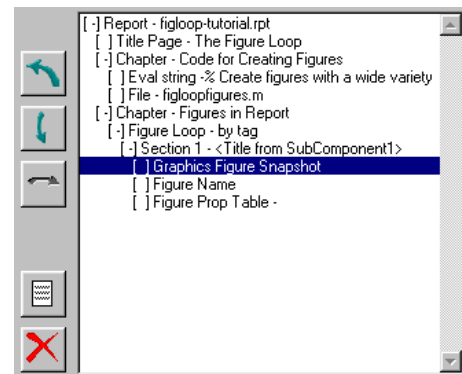 [-] Report - figloop-tutorial.rpt
[ ] Title Page - The Figure Loop
[-] Chapter - Code for Creating Figures
[ ] Eval string -% Create figures with a wide variety
[ ] File - figloopfigures.m
[-] Chapter - Figures in Report
[-] Figure Loop - by tag
[-] Section 1 - <Title from SubComponent1>
[ ] Graphics Figure Snapshot
[ ] Figure Name
[ ] Figure Prop Table -